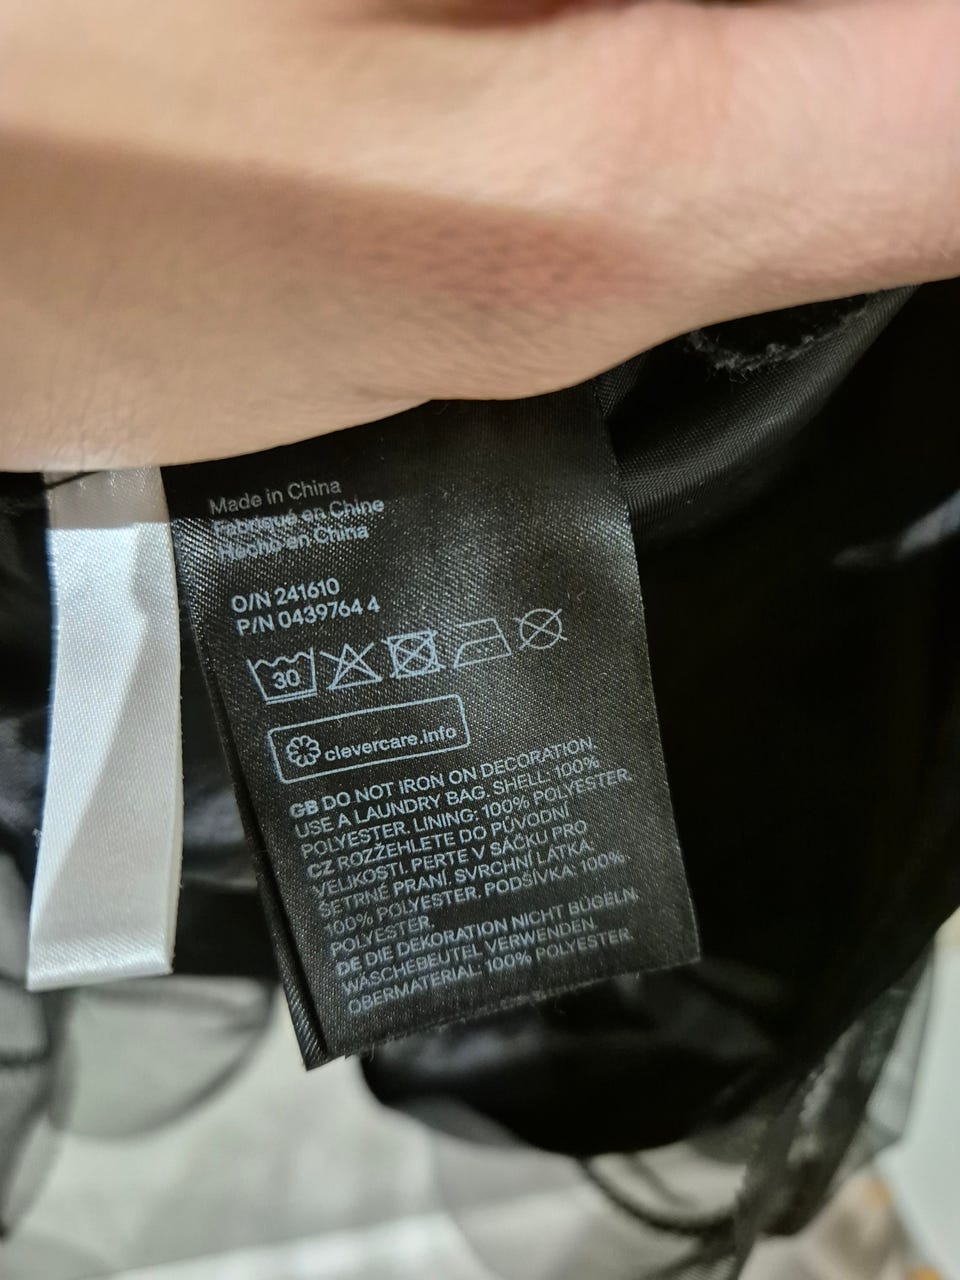 Made in China
Fabriqué en Chine
Hecho en China
O/N 241610
P/N 0439764 4
30
clevercare.info
GB DO NOT IRON ON DECORATION.
USE A LAUNDRY BAG. SHELL: 100%
POLYESTER. LINING: 100% POLYESTER.
CZ ROZŽEHLETE DO PŮVODNÍ
VELIKOSTI. PERTE V SÁČKU PRO
ŠETRNÉ PRANÍ. SVRCHNÍ LÁTKA:
100% POLYESTER. PODŠÍVKA: 100%
POLYESTER.
DE DIE DEKORATION NICHT BÜGELN.
WÄSCHEBEUTEL VERWENDEN.
OBERMATERIAL: 100% POLYESTER.